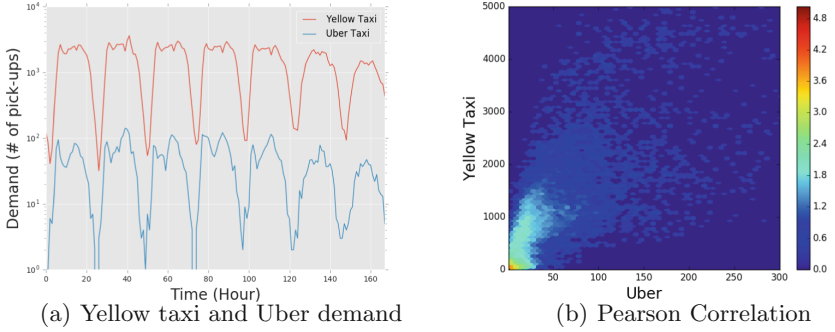 Yellow Taxi
Uber Taxi
Demand (# of pick-ups)
10⁴
10³
10²
10¹
10⁰
0 20 40 60 80 100 120 140 160
Time (Hour)
(a) Yellow taxi and Uber demand
Yellow Taxi
5000
4000
3000
2000
1000
0
50 100 150 200 250 300
Uber
4.8
4.2
3.6
3.0
2.4
1.8
1.2
0.6
0.0
(b) Pearson Correlation